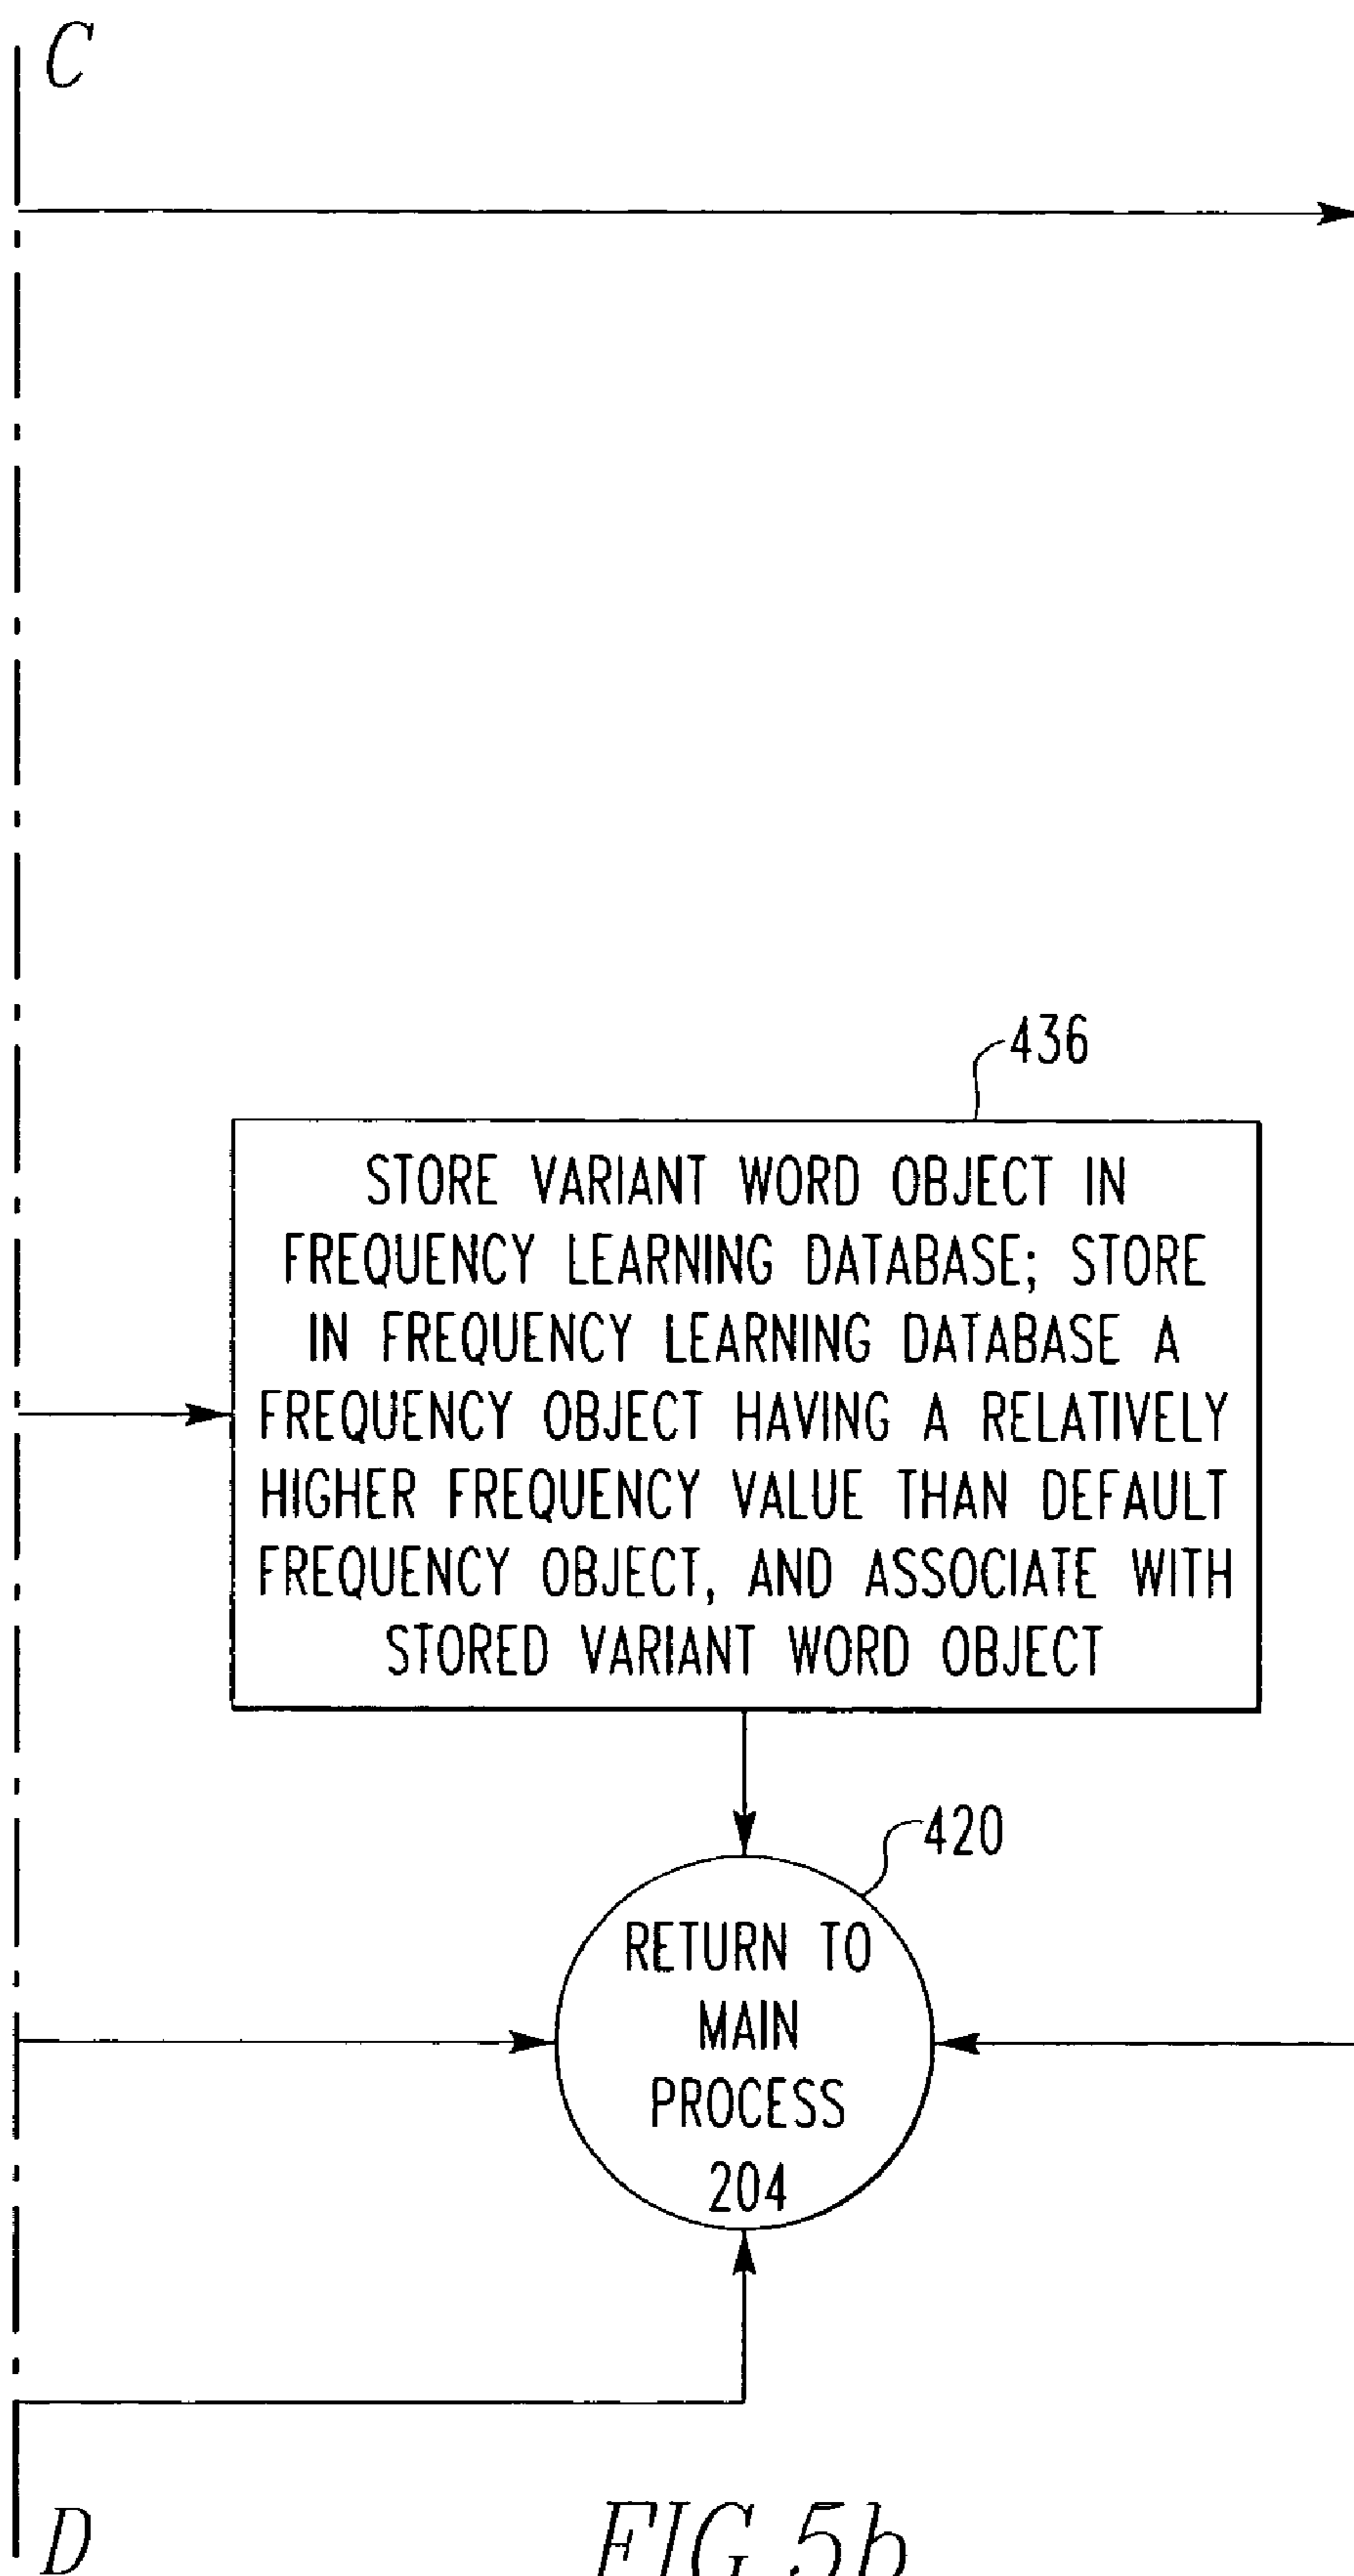 C
436
STORE VARIANT WORD OBJECT IN
FREQUENCY LEARNING DATABASE; STORE
IN FREQUENCY LEARNING DATABASE A
FREQUENCY OBJECT HAVING A RELATIVELY
HIGHER FREQUENCY VALUE THAN DEFAULT
FREQUENCY OBJECT, AND ASSOCIATE WITH
STORED VARIANT WORD OBJECT
420
RETURN TO
MAIN
PROCESS
204
D
FIG.5b